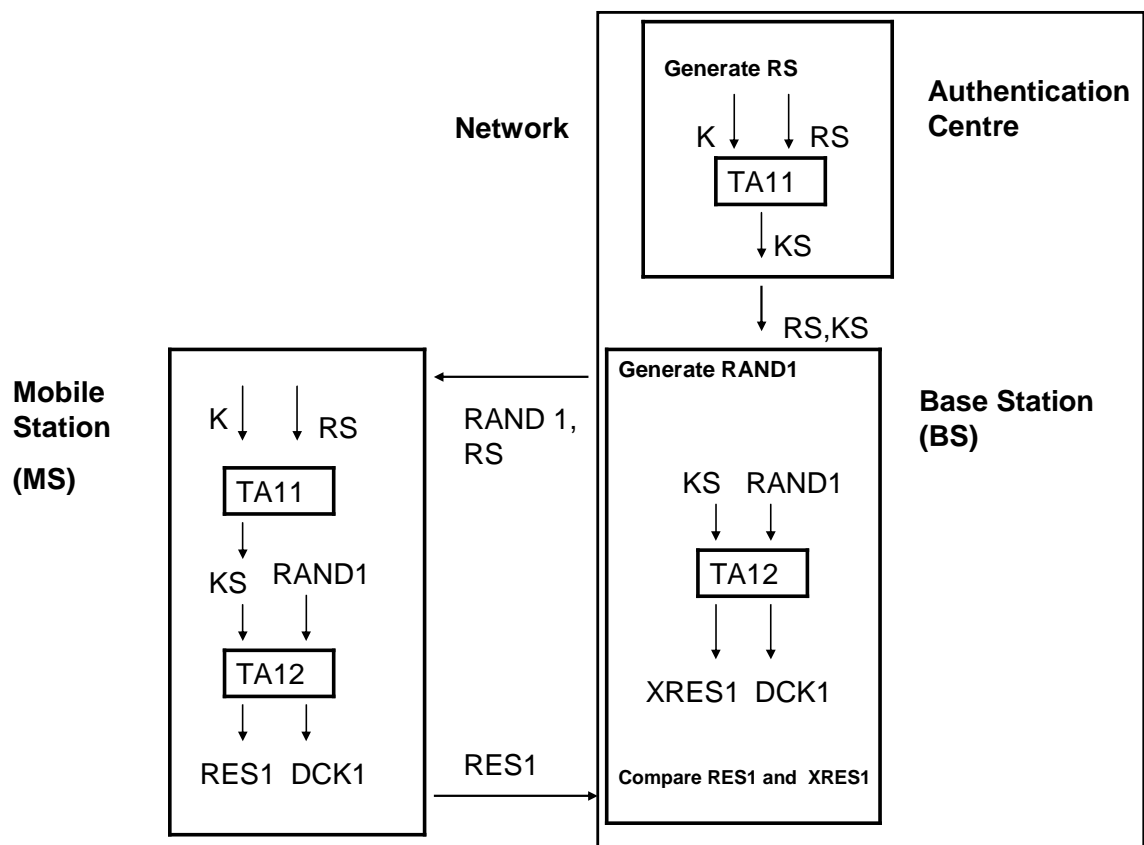 Generate RS
Authentication
Centre
Network
K
RS
TA11
KS
RS,KS
Mobile
Station
(MS)
K
RS
TA11
KS
RAND1
TA12
RES1
DCK1
RAND 1,
RS
RES1
Generate RAND1
Base Station
(BS)
KS
RAND1
TA12
XRES1
DCK1
Compare RES1 and XRES1